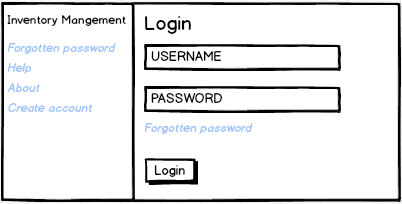 Inventory Mangement
Forgotten password
Help
About
Create account
Login
USERNAME
PASSWORD
Forgotten password
Login